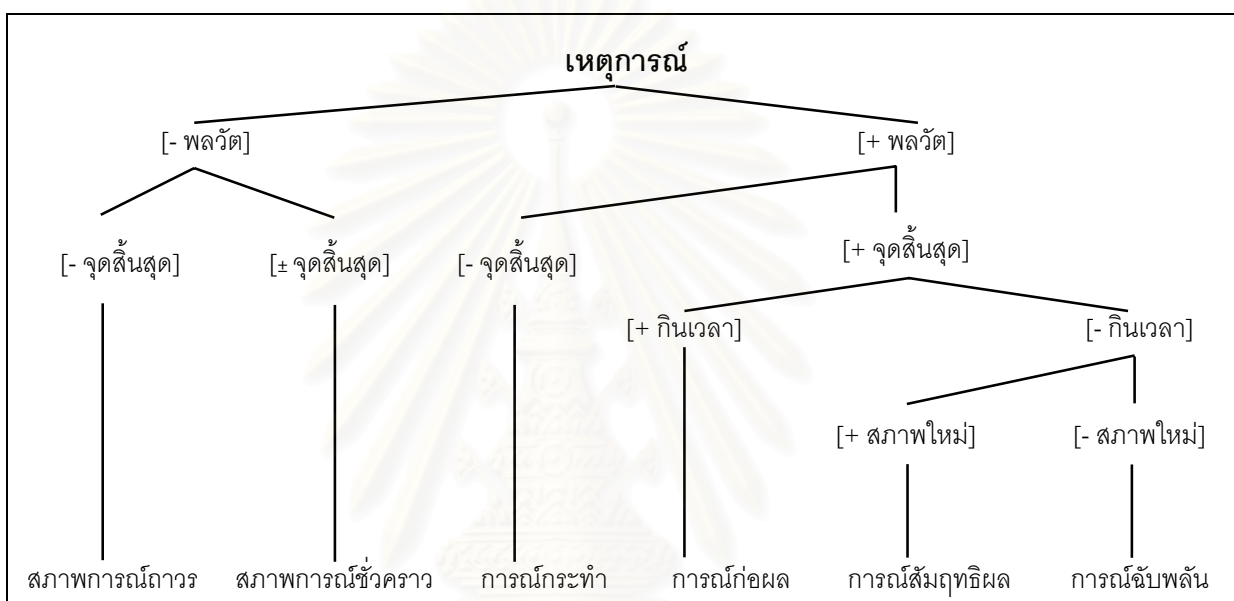 เหตุการณ์
[- พลวัต] [+ พลวัต]
[- จุดสิ้นสุด] [± จุดสิ้นสุด] [- จุดสิ้นสุด] [+ จุดสิ้นสุด]
[+ กินเวลา] [- กินเวลา]
[+ สภาพใหม่] [- สภาพใหม่]
สภาพการณ์ถาวร สภาพการณ์ชั่วคราว การณ์กระทำ การณ์ก่อผล การณ์สัมฤทธิผล การณ์ฉับพลัน